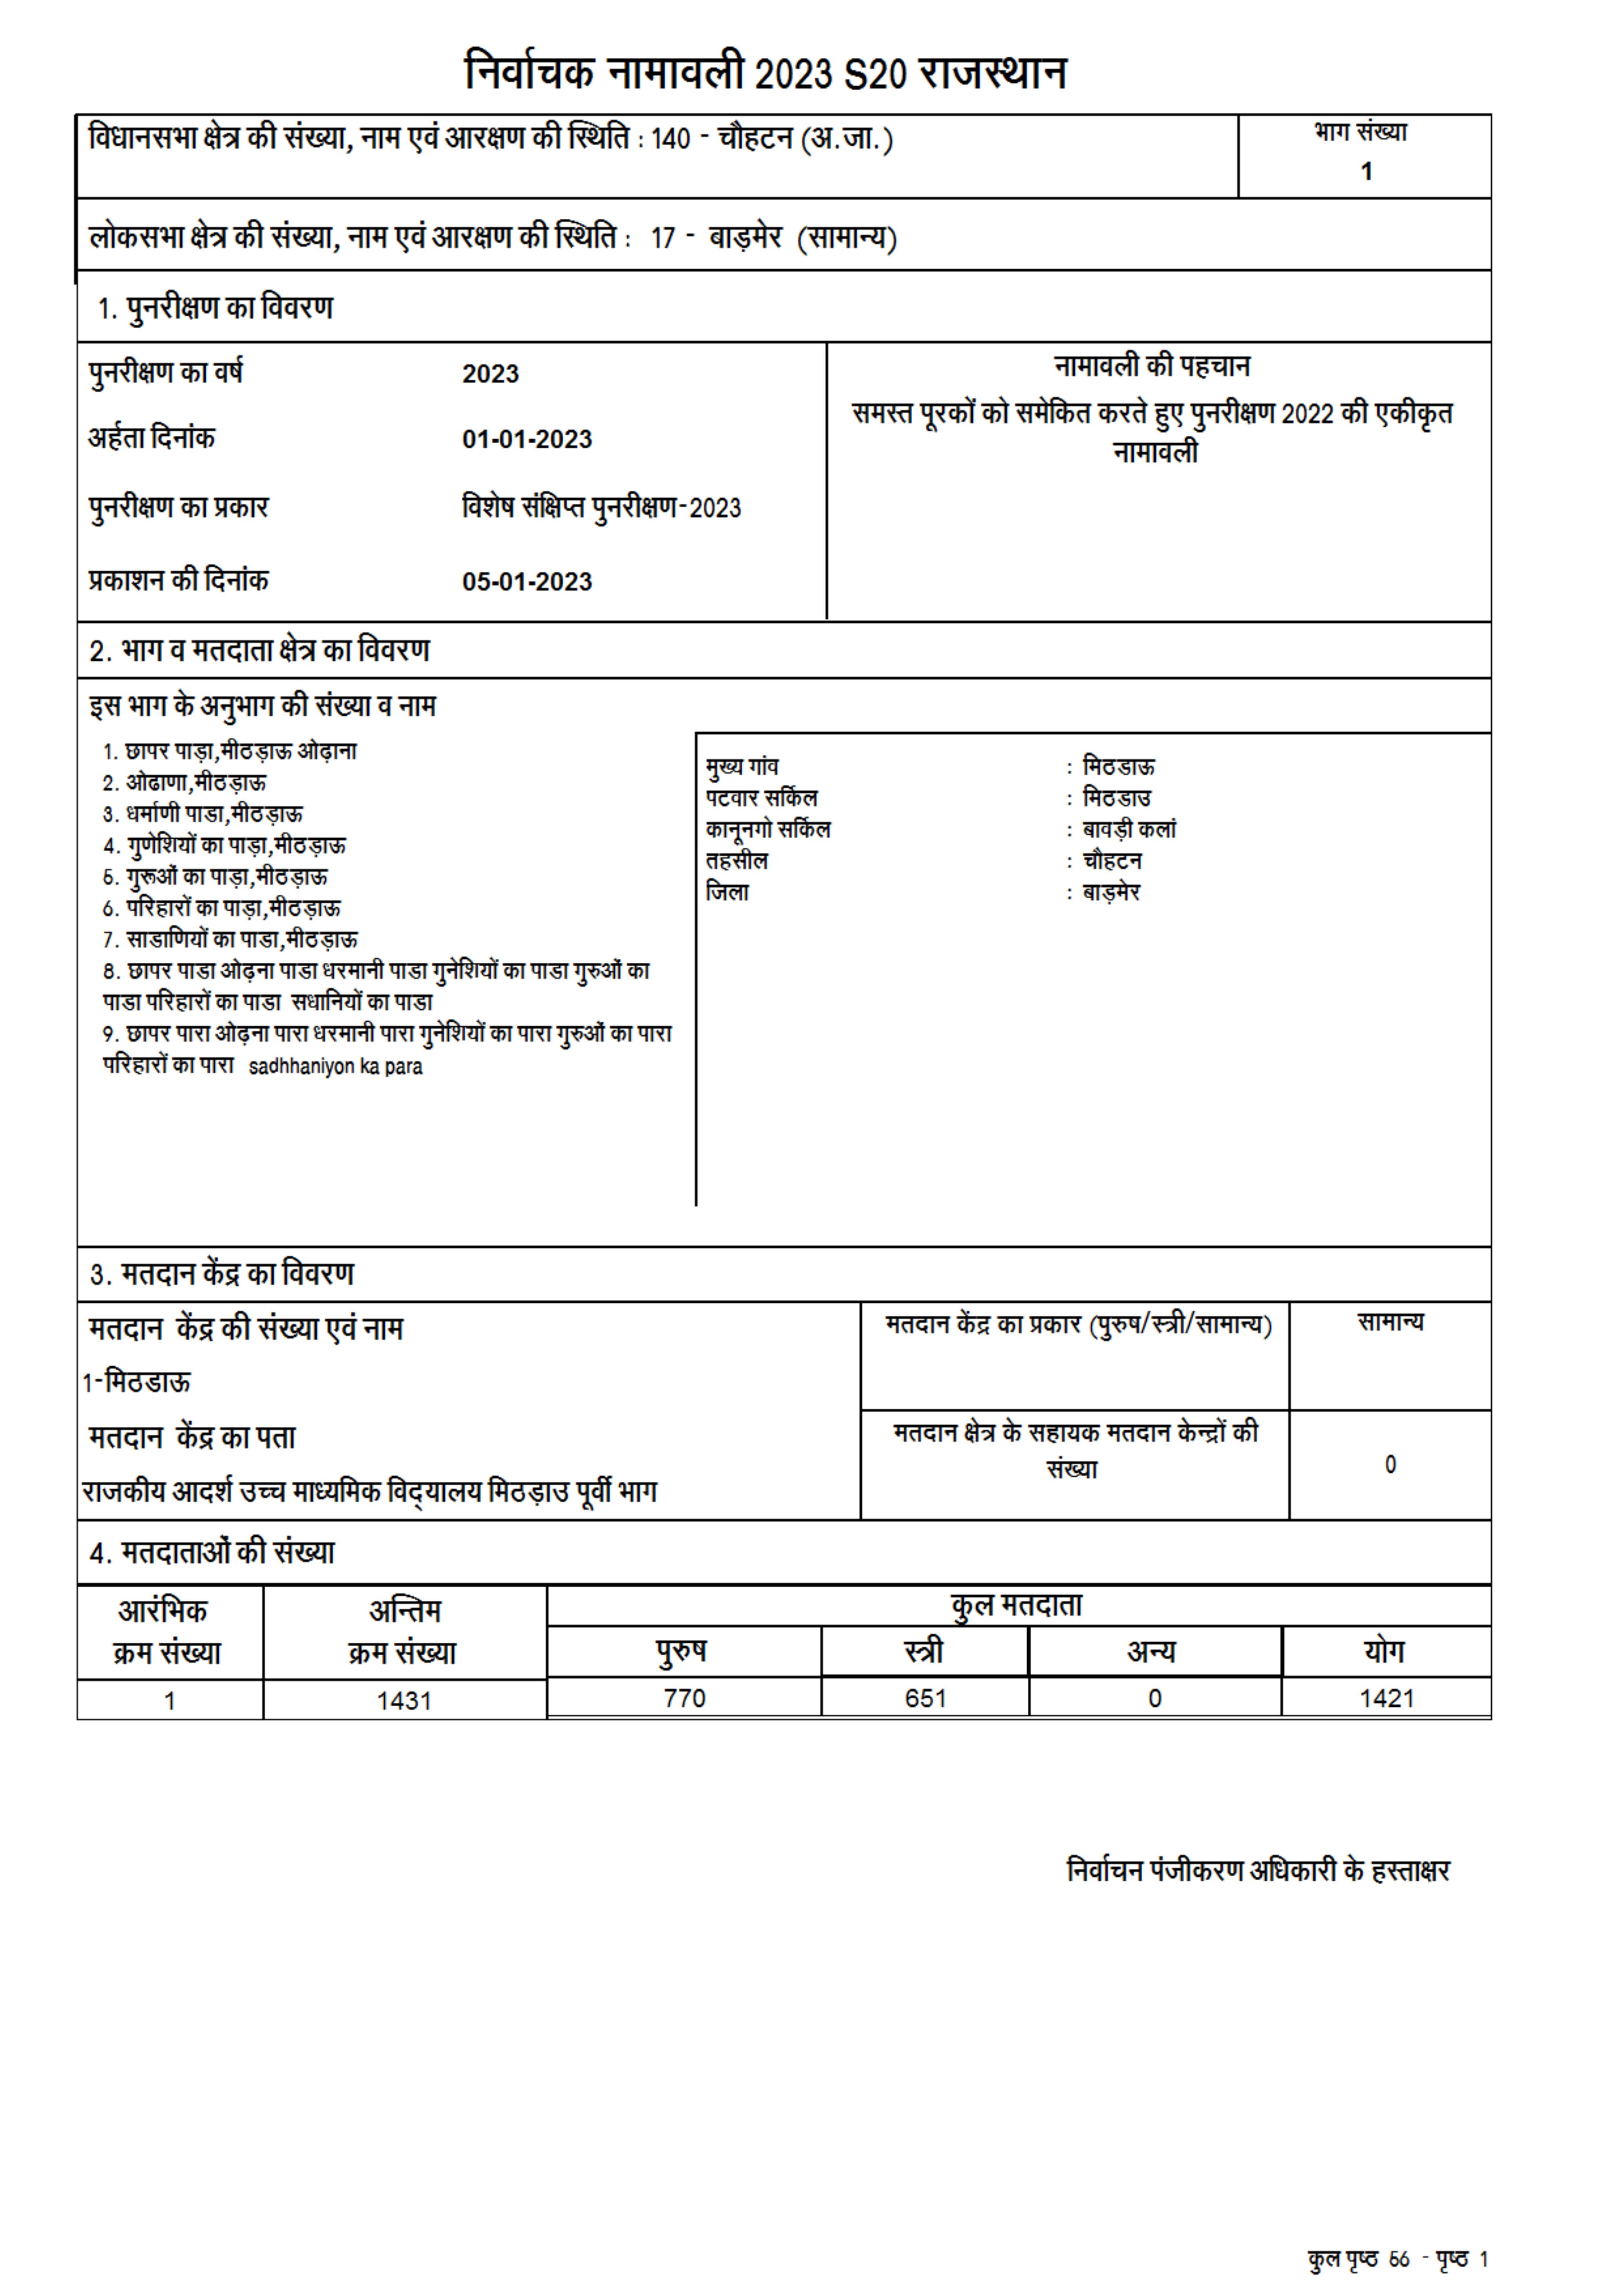 निर्वाचक नामावली 2023 S20 राजस्थान
विधानसभा क्षेत्र की संख्या, नाम एवं आरक्षण की स्थिति : 140 - चौहटन (अ.जा.)
भाग संख्या
1
लोकसभा क्षेत्र की संख्या, नाम एवं आरक्षण की स्थिति : 17 - बाड़मेर (सामान्य)
1. पुनरीक्षण का विवरण
पुनरीक्षण का वर्ष 2023
अर्हता दिनांक 01-01-2023
पुनरीक्षण का प्रकार विशेष संक्षिप्त पुनरीक्षण-2023
प्रकाशन की दिनांक 05-01-2023
नामावली की पहचान
समस्त पूरकों को समेकित करते हुए पुनरीक्षण 2022 की एकीकृत
नामावली
2. भाग व मतदाता क्षेत्र का विवरण
इस भाग के अनुभाग की संख्या व नाम
1. छापर पाड़ा,मीठड़ाऊ ओढ़ाना
2. ओढाणा,मीठड़ाऊ
3. धर्माणी पाडा,मीठड़ाऊ
4. गुणेशियों का पाड़ा,मीठड़ाऊ
5. गुरूओं का पाड़ा,मीठड़ाऊ
6. परिहारों का पाड़ा,मीठड़ाऊ
7. साडाणियों का पाडा,मीठड़ाऊ
8. छापर पाडा ओढ़ना पाडा धरमानी पाडा गुनेशियों का पाडा गुरुओं का
पाडा परिहारों का पाडा सधानियों का पाडा
9. छापर पारा ओढ़ना पारा धरमानी पारा गुनेशियों का पारा गुरुओं का पारा
परिहारों का पारा sadhhaniyon ka para
मुख्य गांव : मिठडाऊ
पटवार सर्किल : मिठडाउ
कानूनगो सर्किल : बावड़ी कलां
तहसील : चौहटन
जिला : बाड़मेर
3. मतदान केंद्र का विवरण
मतदान केंद्र की संख्या एवं नाम
1-मिठडाऊ
मतदान केंद्र का पता
राजकीय आदर्श उच्च माध्यमिक विद्यालय मिठड़ाउ पूर्वी भाग
मतदान केंद्र का प्रकार (पुरुष/स्त्री/सामान्य) सामान्य
मतदान क्षेत्र के सहायक मतदान केन्द्रों की
संख्या
0
4. मतदाताओं की संख्या
आरंभिक
क्रम संख्या
अन्तिम
क्रम संख्या
कुल मतदाता
पुरुष स्त्री अन्य योग
1 1431 770 651 0 1421
निर्वाचन पंजीकरण अधिकारी के हस्ताक्षर
कुल पृष्ठ 56 - पृष्ठ 1